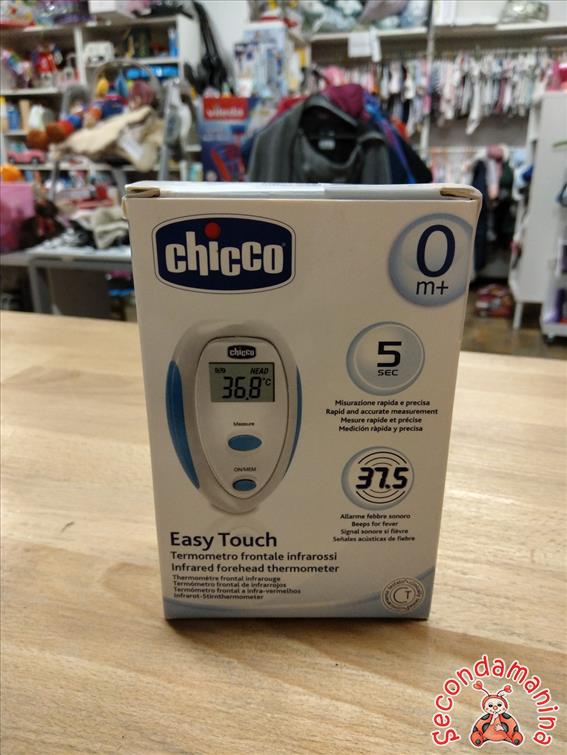 vileda
chicco
0
m+
chicco
HEAD
36,8°C
Measure
ON/MEM
5
SEC
Misurazione rapida e precisa
Rapid and accurate measurement
Mesure rapide et précise
Medición rápida y precisa
37.5
Allarme febbre sonoro
Beeps for fever
Signal sonore si fièvre
Señales acústicas de fiebre
Easy Touch
Termometro frontale infrarossi
Infrared forehead thermometer
Thermomètre frontal infrarouge
Termómetro frontal de infrarrojos
Termómetro frontal a infra-vermelhos
Infrarot-Stirnthermometer
secondamanina